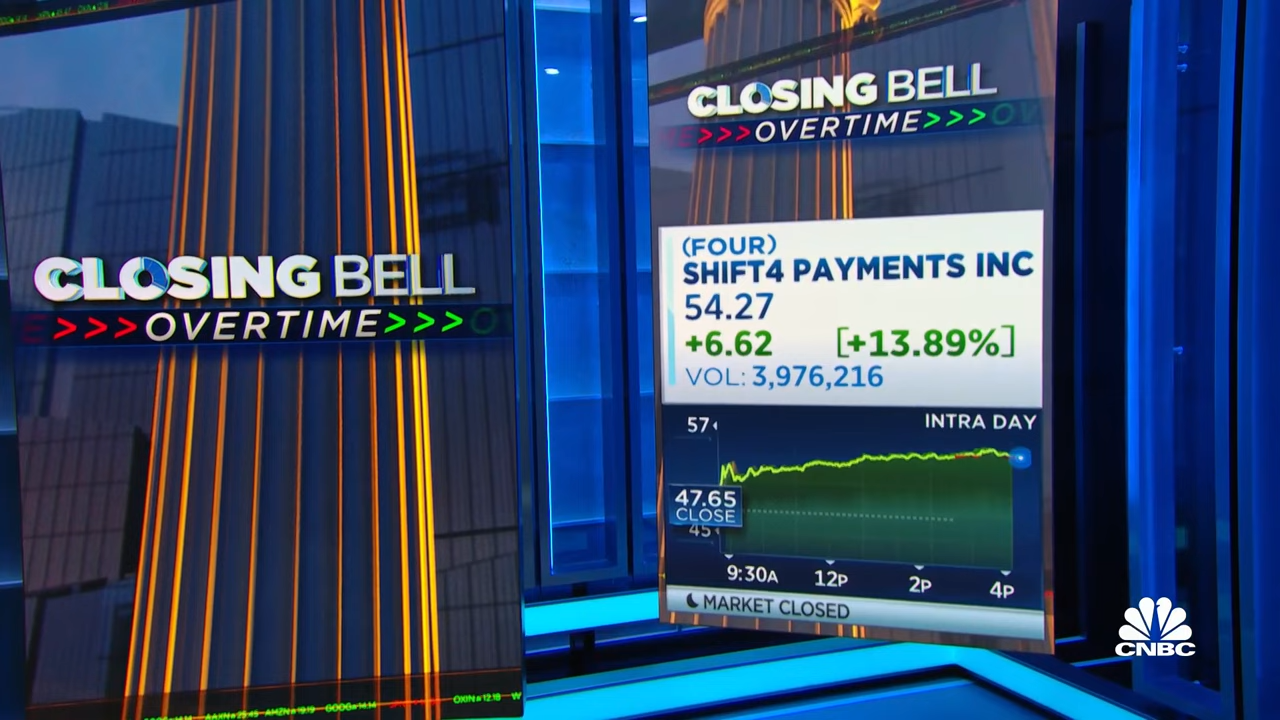 CLOSING BELL
>>> OVERTIME >>>
CLOSING BELL
>>> OVERTIME >>>
(FOUR)
SHIFT4 PAYMENTS INC
54.27
+6.62 [+13.89%]
VOL: 3,976,216
INTRA DAY
57
47.65
CLOSE
45
9:30A 12P 2P 4P
MARKET CLOSED
CNBC